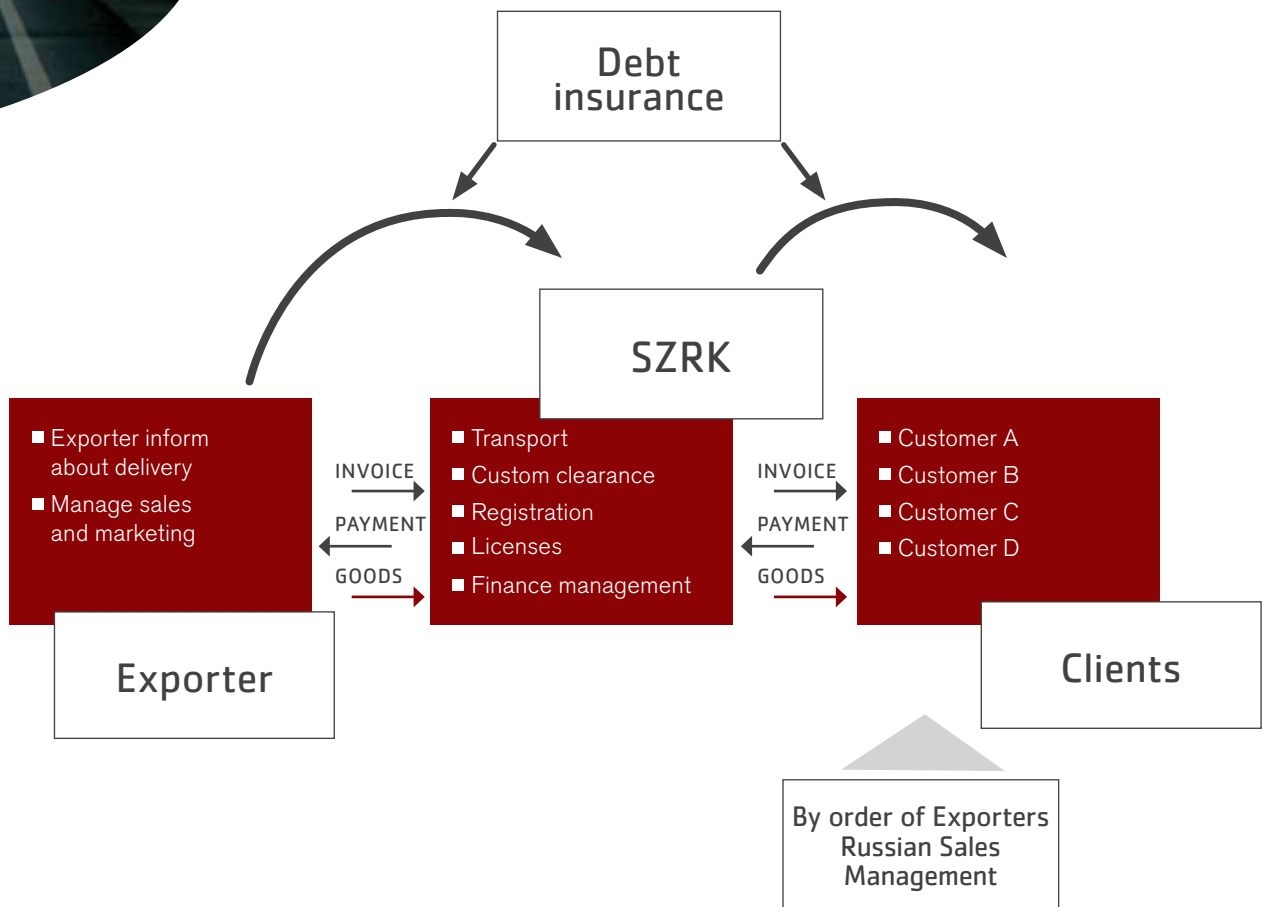 Debt
insurance
SZRK
Exporter inform
about delivery
Manage sales
and marketing
Exporter
INVOICE
PAYMENT
GOODS
Transport
Custom clearance
Registration
Licenses
Finance management
INVOICE
PAYMENT
GOODS
Customer A
Customer B
Customer C
Customer D
Clients
By order of Exporters
Russian Sales
Management